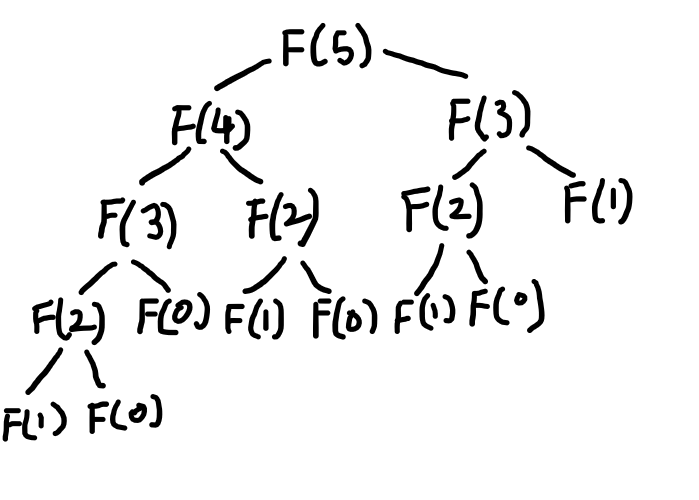 F(5)
F(4) F(3)
F(3) F(2) F(2) F(1)
F(2) F(0) F(1) F(0) F(1) F(0)
F(1) F(0)